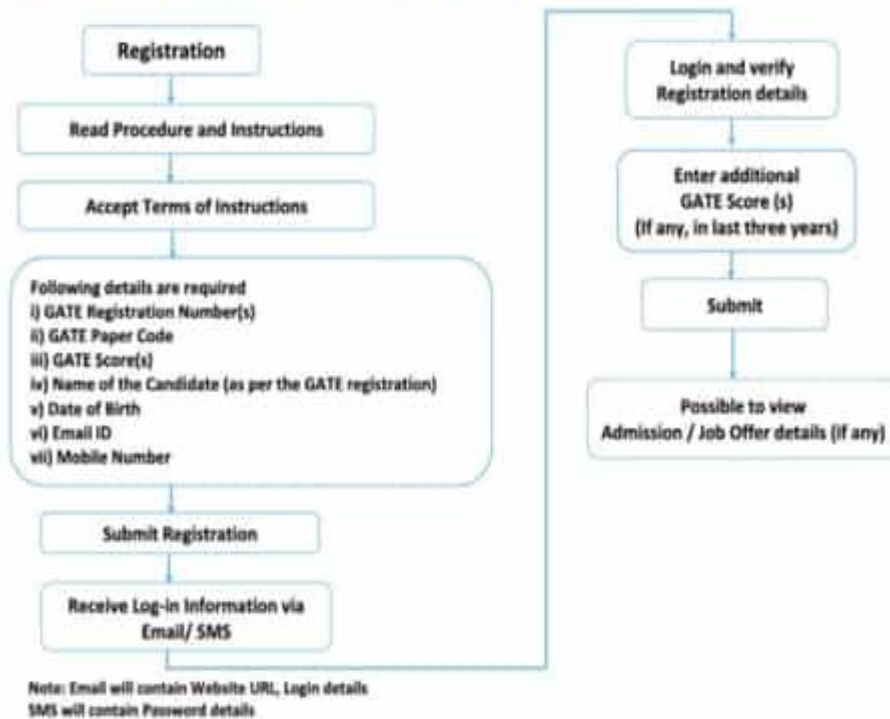 Registration
Read Procedure and Instructions
Accept Terms of Instructions
Following details are required
i) GATE Registration Number(s)
ii) GATE Paper Code
iii) GATE Score(s)
iv) Name of the Candidate (as per the GATE registration)
v) Date of Birth
vi) Email ID
vii) Mobile Number
Submit Registration
Receive Log-in Information via
Email/ SMS
Note: Email will contain Website URL, Login details
SMS will contain Password details
Login and verify
Registration details
Enter additional
GATE Score (s)
(If any, in last three years)
Submit
Possible to view
Admission / Job Offer details (if any)